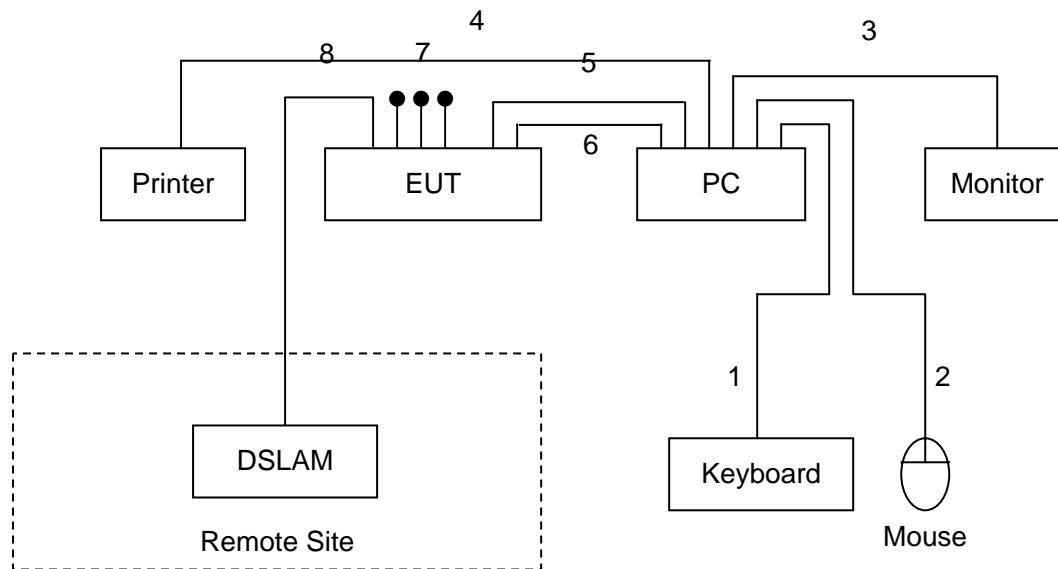 4
3
8
7
5
6
Printer
EUT
PC
Monitor
1
2
DSLAM
Keyboard
Remote Site
Mouse